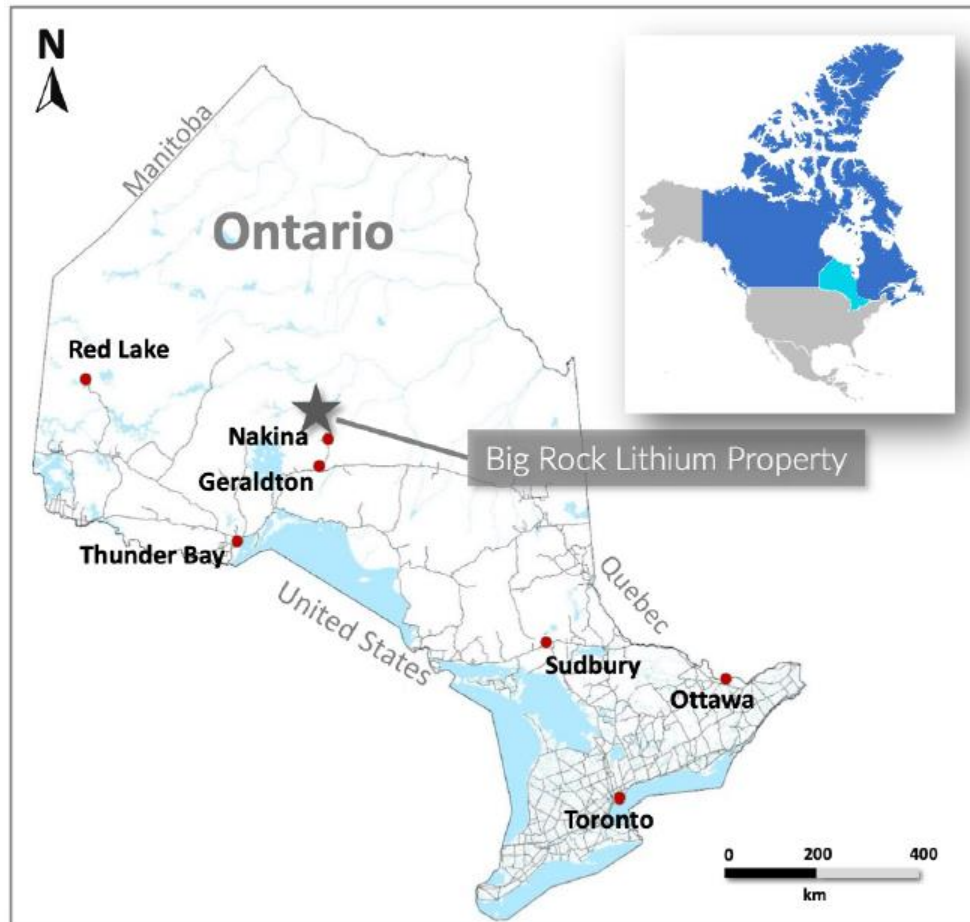 N
Manitoba
Ontario
Red Lake
Nakina
Geraldton
Big Rock Lithium Property
Thunder Bay
United States
Quebec
Sudbury
Ottawa
Toronto
0 200 400
km